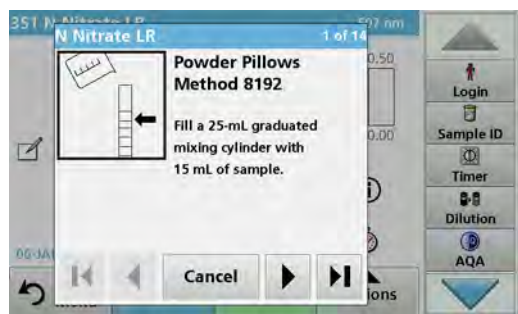 351 N Nitrate LR
507 nm
N Nitrate LR
1 of 14
Powder Pillows
Method 8192
Fill a 25-mL graduated
mixing cylinder with
15 mL of sample.
Cancel
0.50
0.00
Login
Sample ID
Timer
Dilution
AQA